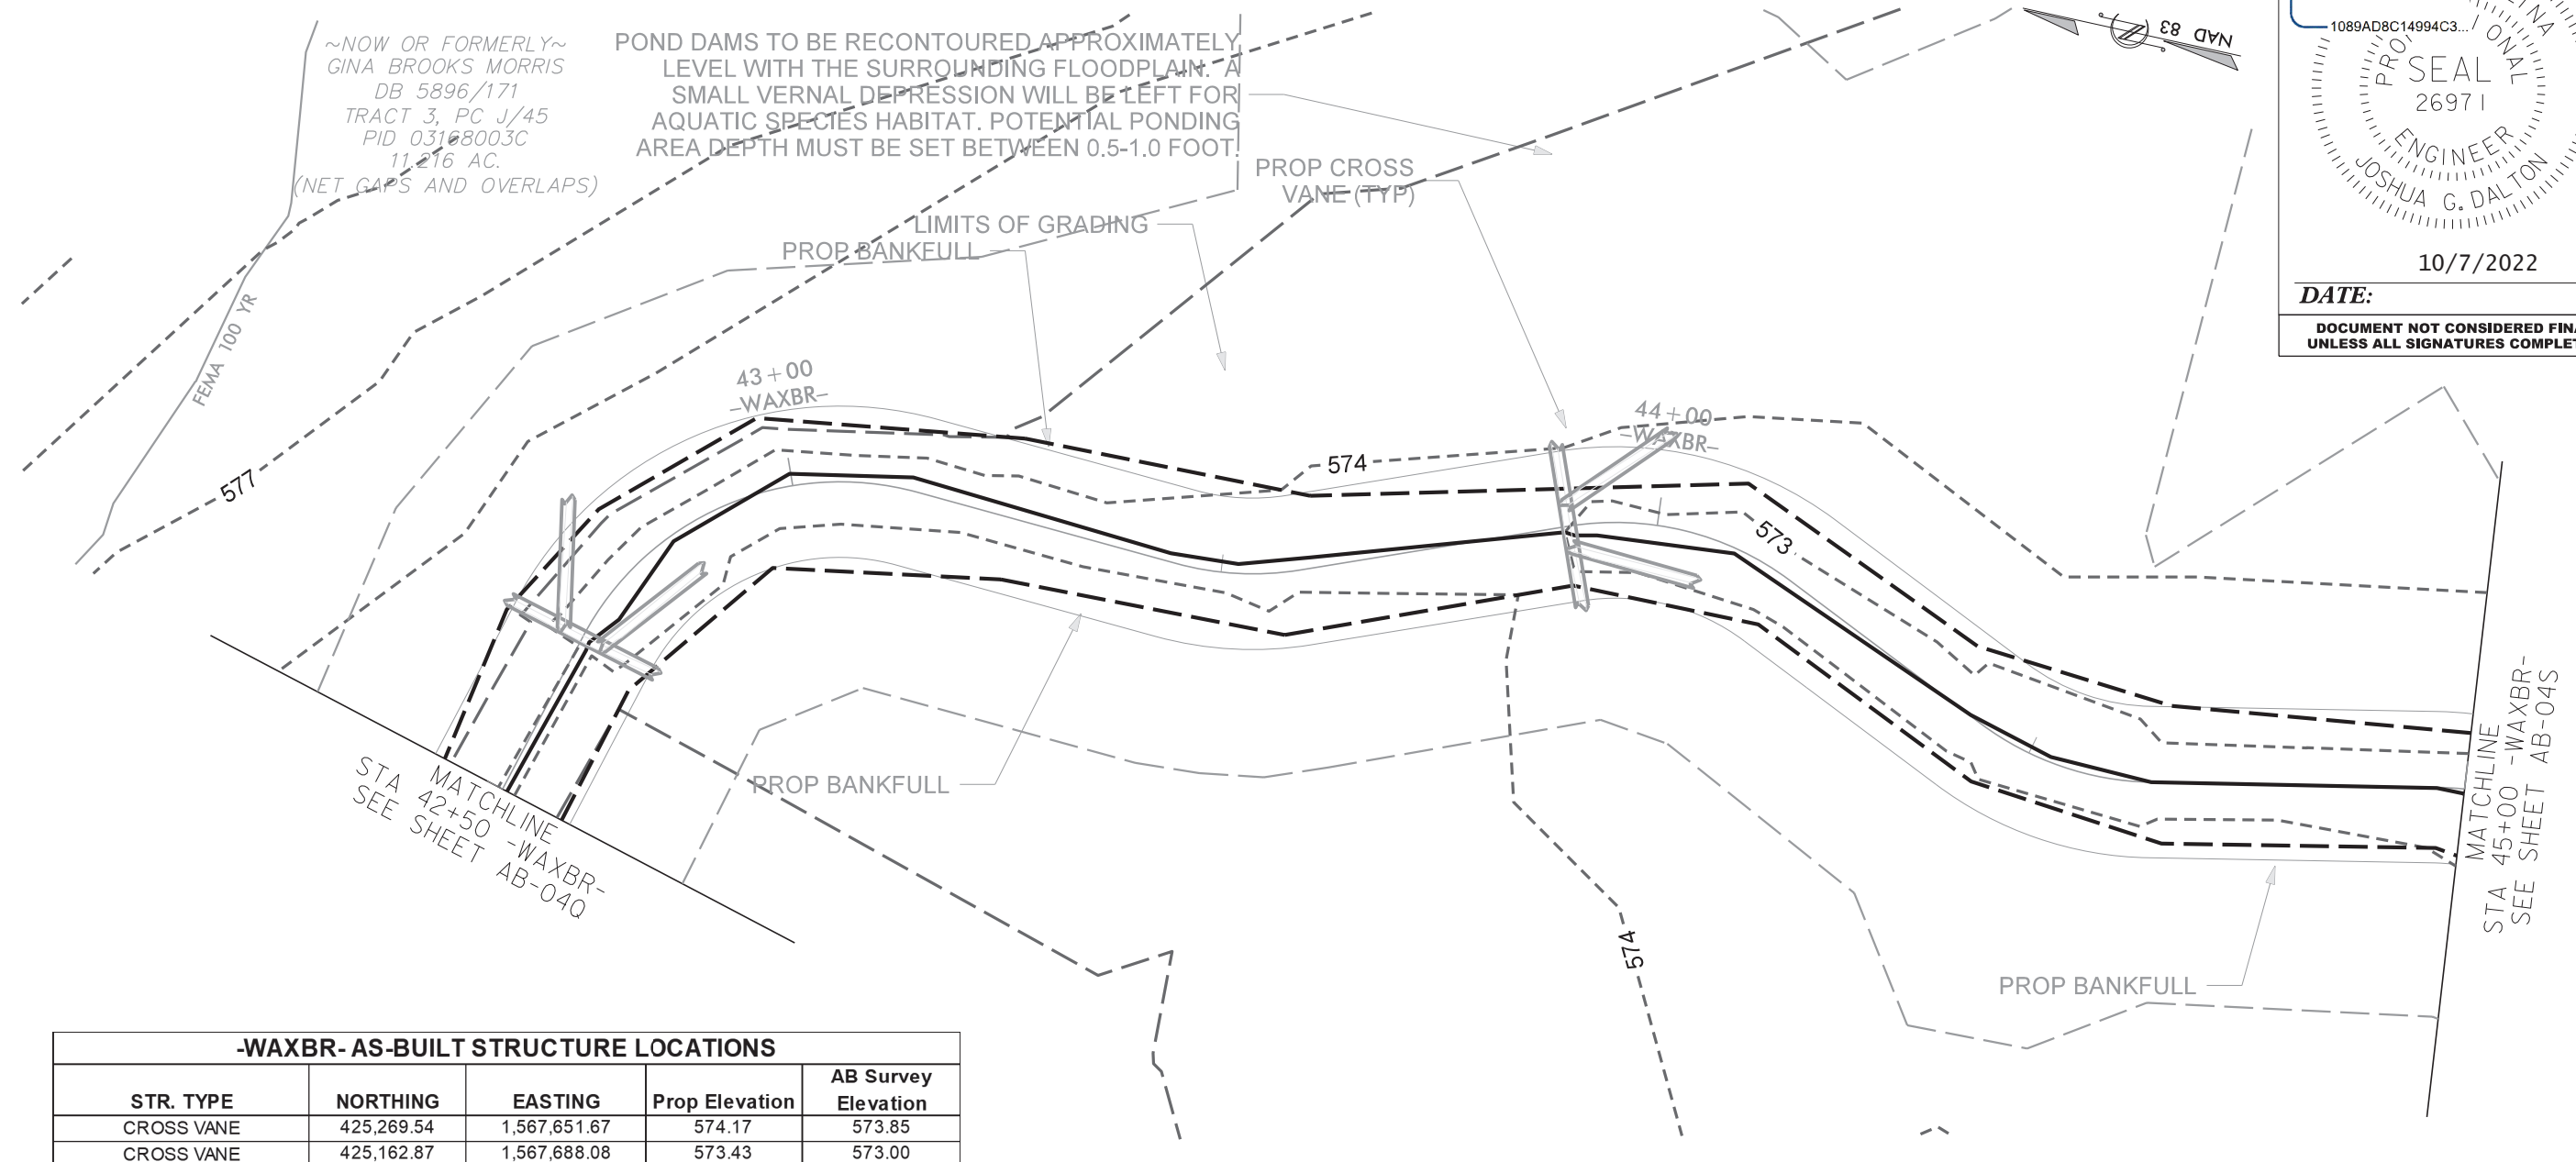 ~NOW OR FORMERLY~
GINA BROOKS MORRIS
DB 5896/171
TRACT 3, PC J/45
PID 03168003C
11.216 AC.
(NET GAPS AND OVERLAPS)
POND DAMS TO BE RECONTOURED APPROXIMATELY
LEVEL WITH THE SURROUNDING FLOODPLAIN. A
SMALL VERNAL DEPRESSION WILL BE LEFT FOR
AQUATIC SPECIES HABITAT. POTENTIAL PONDING
AREA DEPTH MUST BE SET BETWEEN 0.5-1.0 FOOT.
PROP CROSS
VANE (TYP)
LIMITS OF GRADING
PROP BANKFULL
NAD 83
1089AD8C14994C3...
SEAL
26971
ENGINEER
JOSHUA G. DALTON
10/7/2022
DATE:
DOCUMENT NOT CONSIDERED
UNLESS ALL SIGNATURES
FEMA 100 YR
577
43+00
-WAXBR-
574
44+00
-WAXBR-
573
MATCHLINE
STA 42+50 -WAXBR-
SEE SHEET AB-04Q
PROP BANKFULL
574
PROP BANKFULL
MATCHLINE
STA 45+00 -WAXBR-
SEE SHEET AB-04S
-WAXBR- AS-BUILT STRUCTURE LOCATIONS
STR. TYPE NORTHING EASTING Prop Elevation AB Survey Elevation
CROSS VANE 425,269.54 1,567,651.67 574.17 573.85
CROSS VANE 425,162.87 1,567,688.08 573.43 573.00